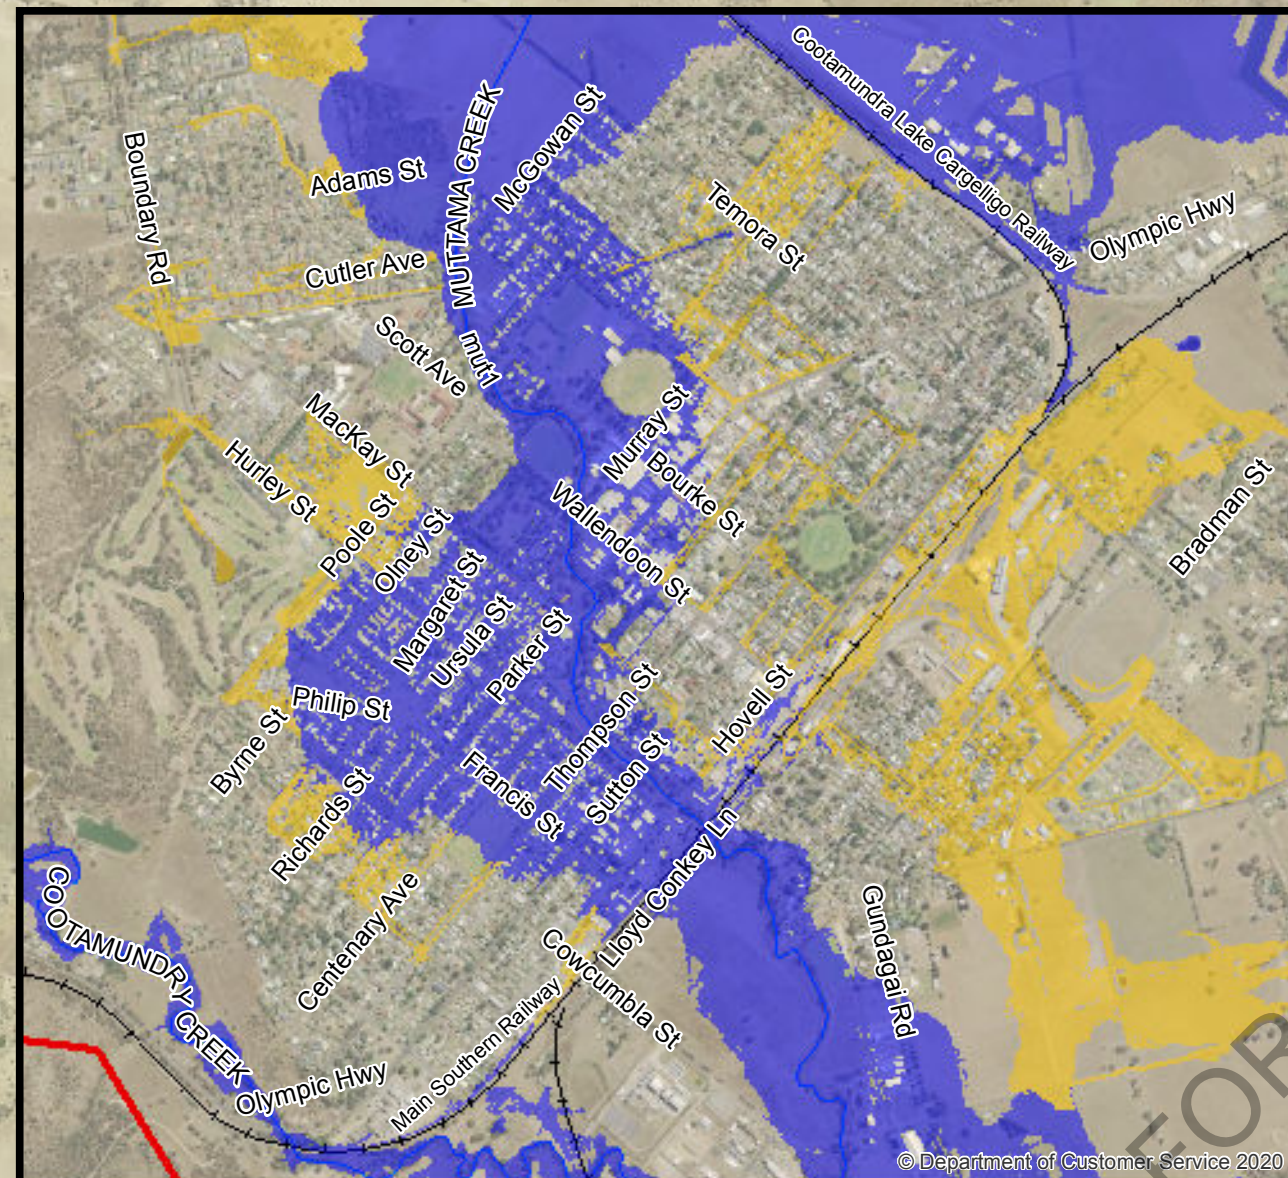 Cootamundra Lake Cargelligo Railway
MUTTAMA CREEK
McGowan St
Boundary Rd
Adams St
Temora St
Olympic Hwy
Cutler Ave
mut1
Scott Ave
Murray St
MacKay St
Hurley St
Bourke St
Wallendoon St
Bradman St
Poole St
Olney St
Margaret St
Ursula St
Parker St
Philip St
Thompson St
Hovell St
Byrne St
Francis St
Sutton St
Richards St
Lloyd Conkey Ln
COOTAMUNDRY CREEK
Centenary Ave
Gundagai Rd
Cowcumbla St
Main Southern Railway
Olympic Hwy
FOR
© Department of Customer Service 2020